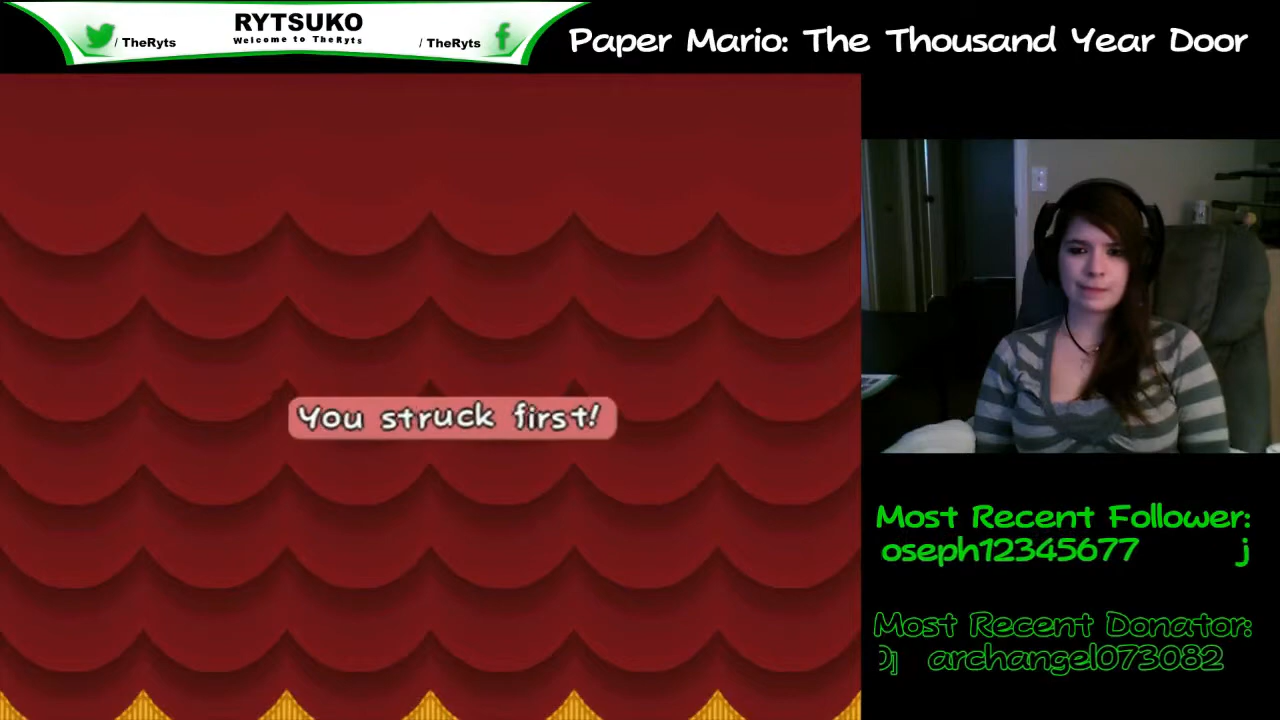 RYTSUKO
Welcome to TheRyts
/ TheRyts
/ TheRyts
Paper Mario: The Thousand Year Door
You struck first!
Most Recent Follower:
oseph12345677 j
Most Recent Donator:
archangel073082